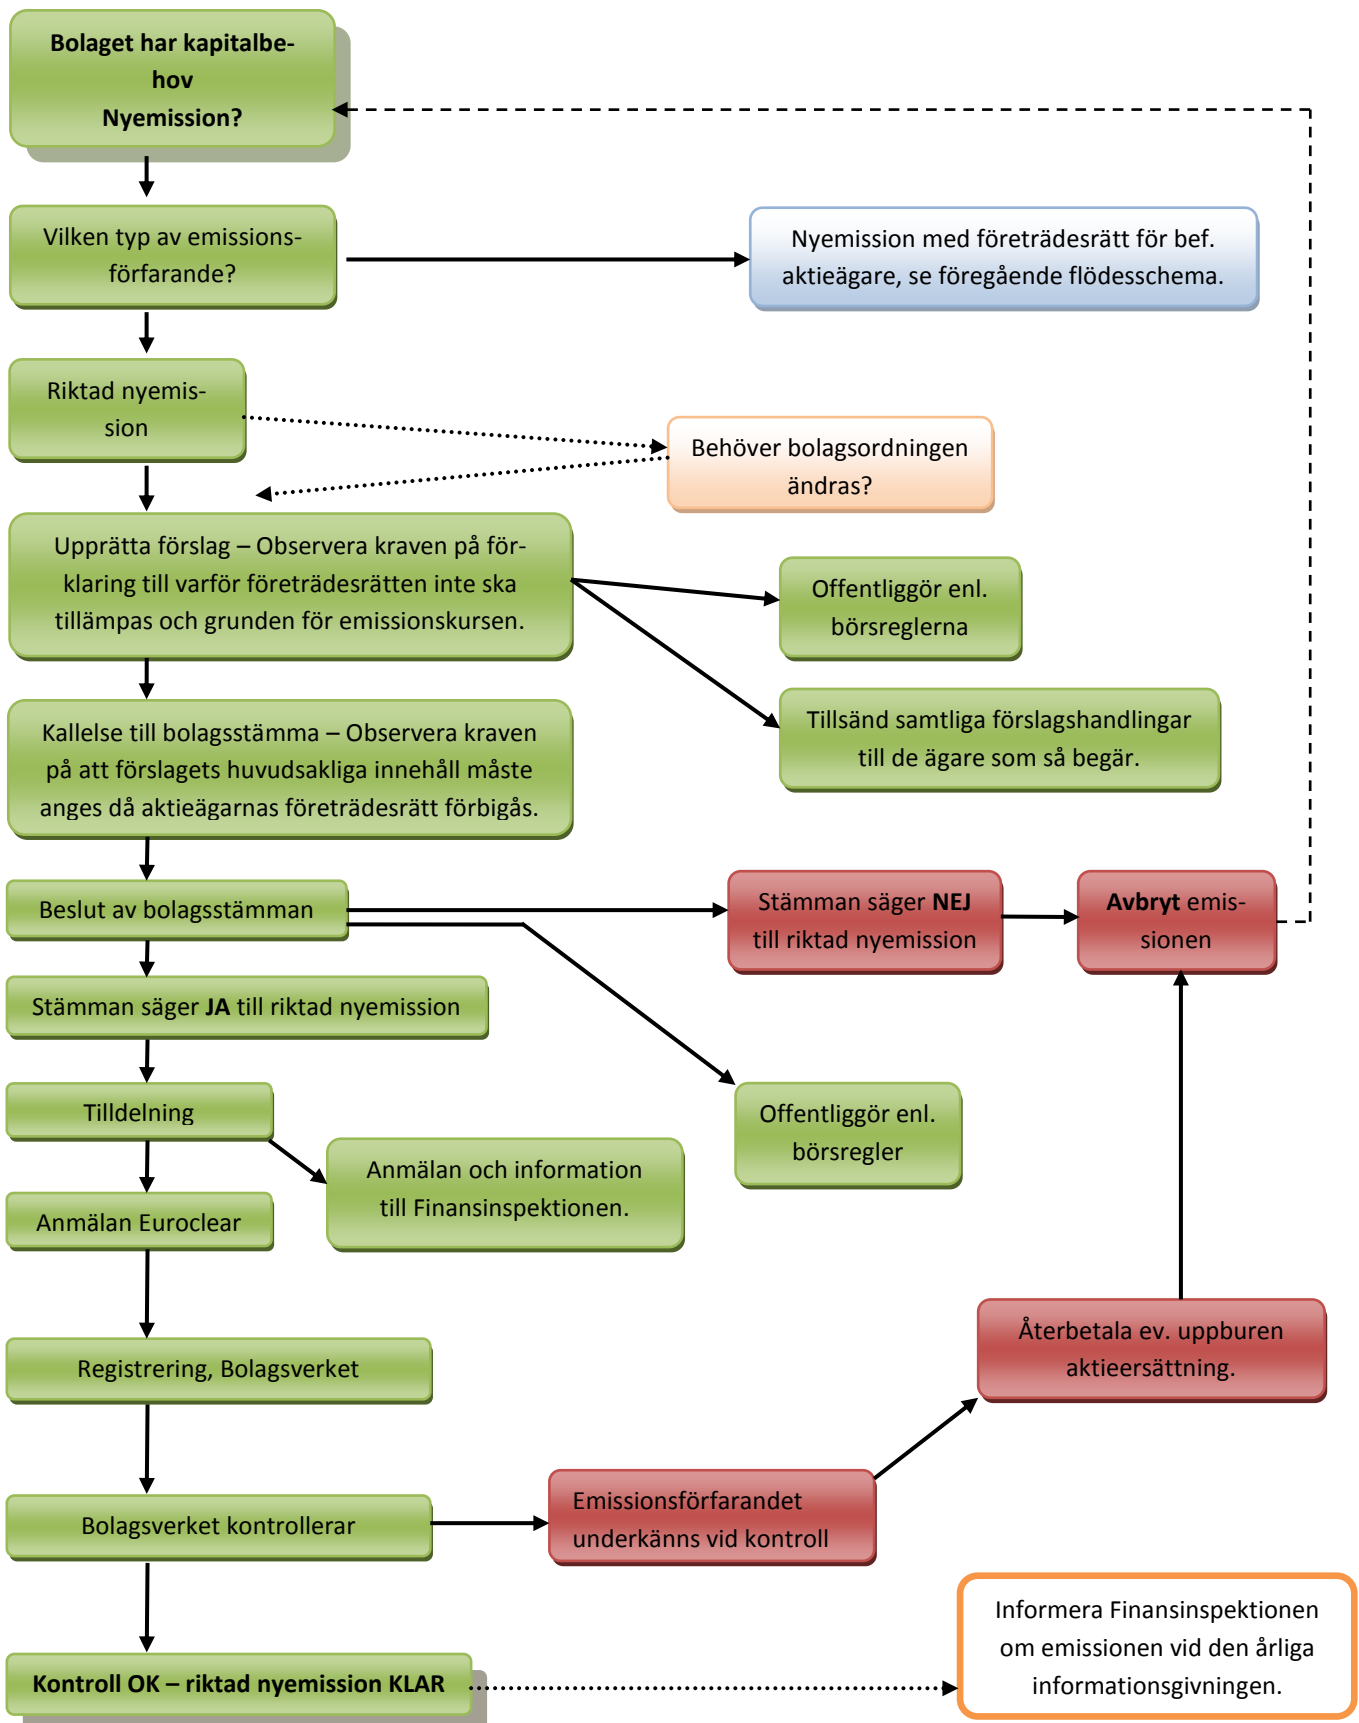 Bolaget har kapitalbe-
hov
Nyemission?
Vilken typ av emissions-
förfarande?
Nyemission med företrädesrätt för bef.
aktieägare, se föregående flödesschema.
Riktad nyemis-
sion
Behöver bolagsordningen
ändras?
Upprätta förslag – Observera kraven på för-
klaring till varför företrädesrätten inte ska
tillämpas och grunden för emissionskursen.
Offentliggör enl.
börsreglerna
Tillsänd samtliga förslagshandlingar
till de ägare som så begär.
Kallelse till bolagsstämma – Observera kraven
på att förslagets huvudsakliga innehåll måste
anges då aktieägarnas företrädesrätt förbigås.
Beslut av bolagsstämman
Stämman säger NEJ
till riktad nyemission
Avbryt emis-
sionen
Stämman säger JA till riktad nyemission
Tilldelning
Offentliggör enl.
börsregler
Anmälan och information
till Finansinspektionen.
Anmälan Euroclear
Återbetala ev. uppburen
aktieersättning.
Registrering, Bolagsverket
Emissionsförfarandet
underkänns vid kontroll
Bolagsverket kontrollerar
Informera Finansinspektionen
om emissionen vid den årliga
informationsgivningen.
Kontroll OK – riktad nyemission KLAR